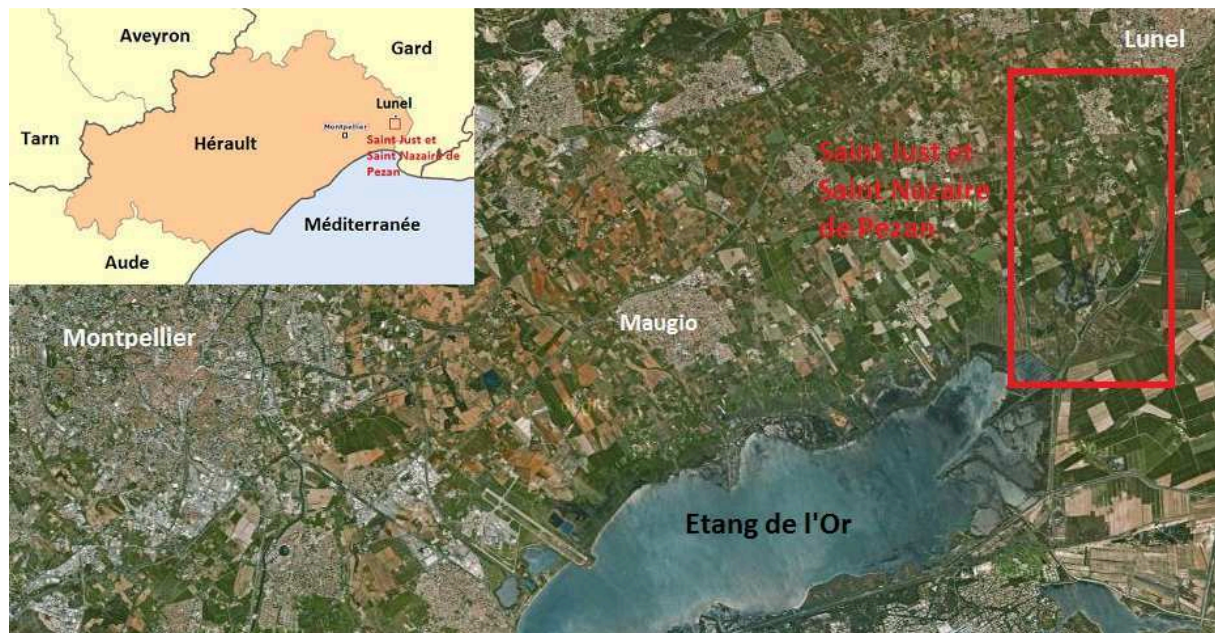 Aveyron
Gard
Lunel
Tarn
Montpellier
Hérault
Saint Just et
Saint Nazaire de
Pezan
Méditerranée
Aude
Lunel
Saint Just et
Saint Nazaire
de Pezan
Montpellier
Maugio
Etang de l'Or